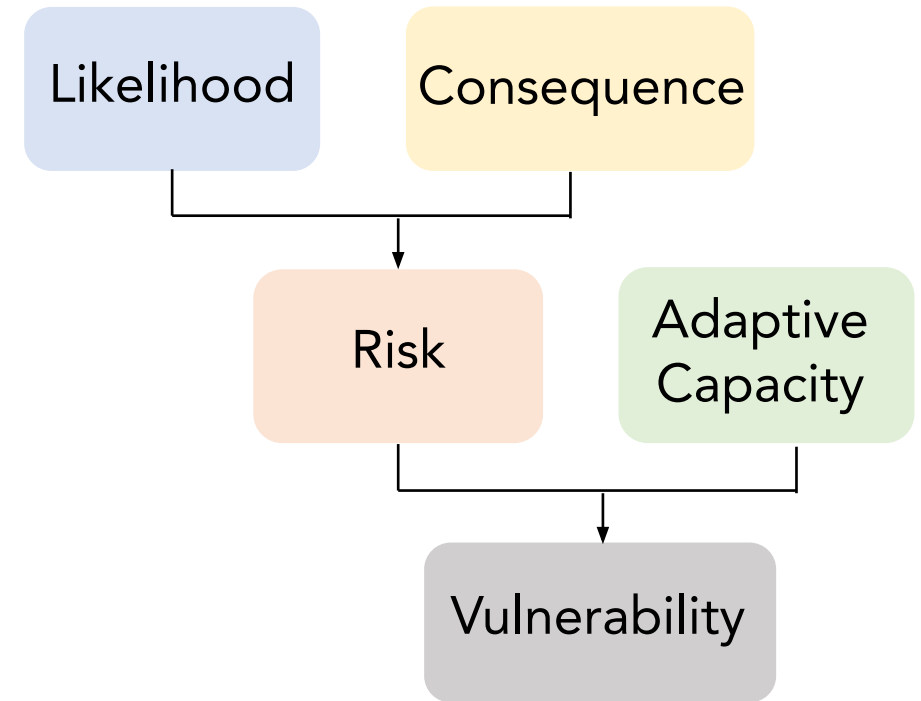 Likelihood
Consequence
Risk
Adaptive
Capacity
Vulnerability